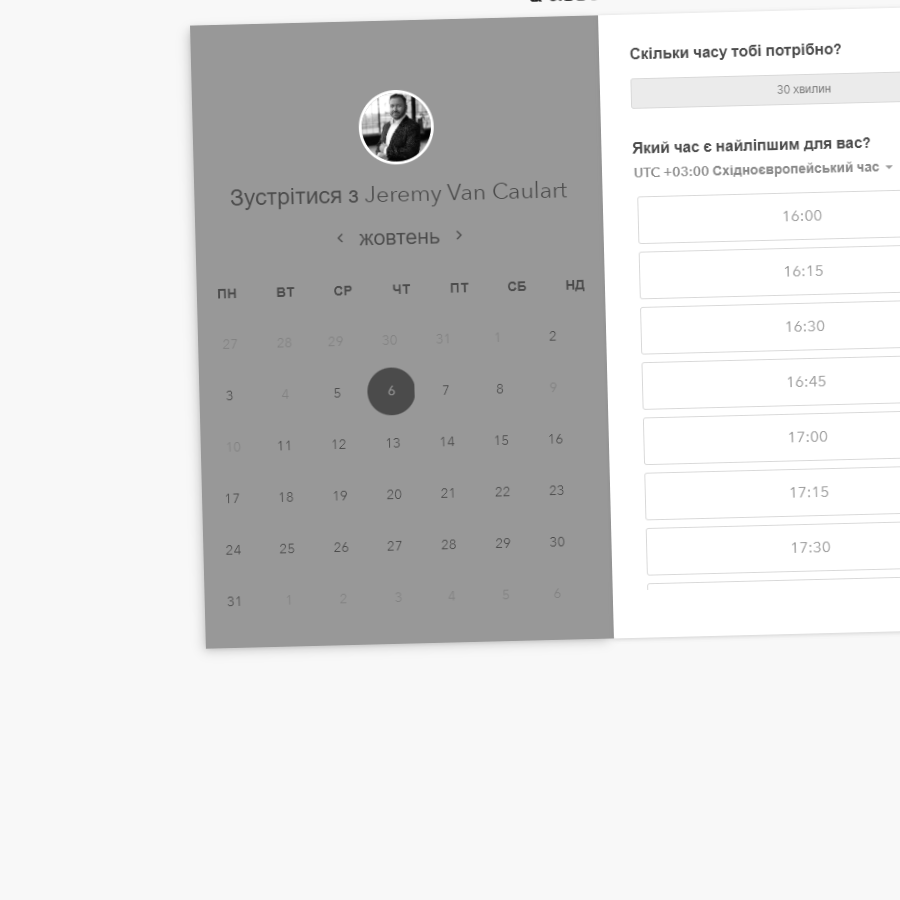 Зустрітися з Jeremy Van Caulart
жовтень
ПН ВТ СР ЧТ ПТ СБ НД
27 28 29 30 31 1 2
3 4 5 6 7 8 9
10 11 12 13 14 15 16
17 18 19 20 21 22 23
24 25 26 27 28 29 30
31 1 2 3 4 5 6
Скільки часу тобі потрібно?
30 хвилин
Який час є найліпшим для вас?
UTC +03:00 Східноєвропейський час
16:00
16:15
16:30
16:45
17:00
17:15
17:30